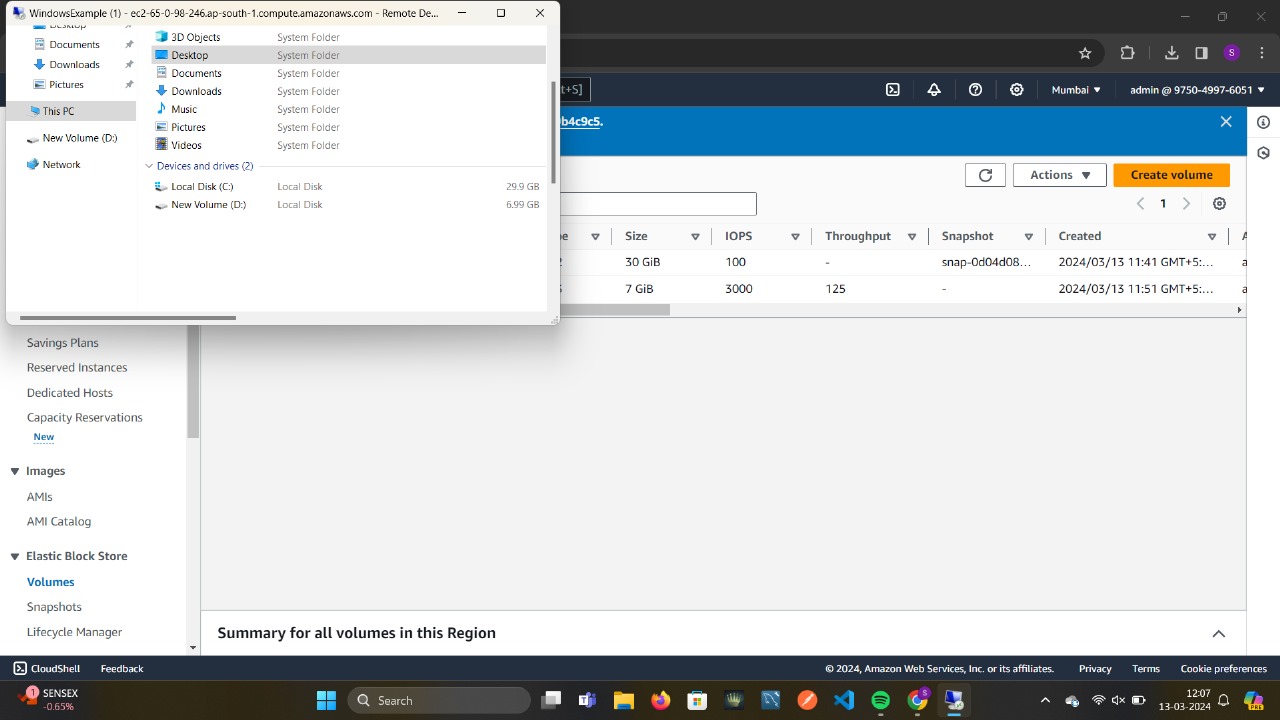 WindowsExample (1) - ec2-65-0-98-246.ap-south-1.compute.amazonaws.com - Remote De...
Desktop
Documents
Downloads
Pictures
This PC
New Volume (D:)
Network
3D Objects System Folder
Desktop System Folder
Documents System Folder
Downloads System Folder
Music System Folder
Pictures System Folder
Videos System Folder
Devices and drives (2)
Local Disk (C:) Local Disk 29.9 GB
New Volume (D:) Local Disk 6.99 GB
S
t+S]
Mumbai ▼
admin @ 9750-4997-6051 ▼
b4c9c5.
Actions ▼
Create volume
1
Size IOPS Throughput Snapshot Created
30 GiB 100 - snap-0d04d08... 2024/03/13 11:41 GMT+5:...
7 GiB 3000 125 - 2024/03/13 11:51 GMT+5:...
Savings Plans
Reserved Instances
Dedicated Hosts
Capacity Reservations
New
Images
AMIs
AMI Catalog
Elastic Block Store
Volumes
Snapshots
Lifecycle Manager
Summary for all volumes in this Region
CloudShell Feedback
© 2024, Amazon Web Services, Inc. or its affiliates. Privacy Terms Cookie preferences
1
SENSEX
-0.65%
Search
S
12:07
13-03-2024
PRE